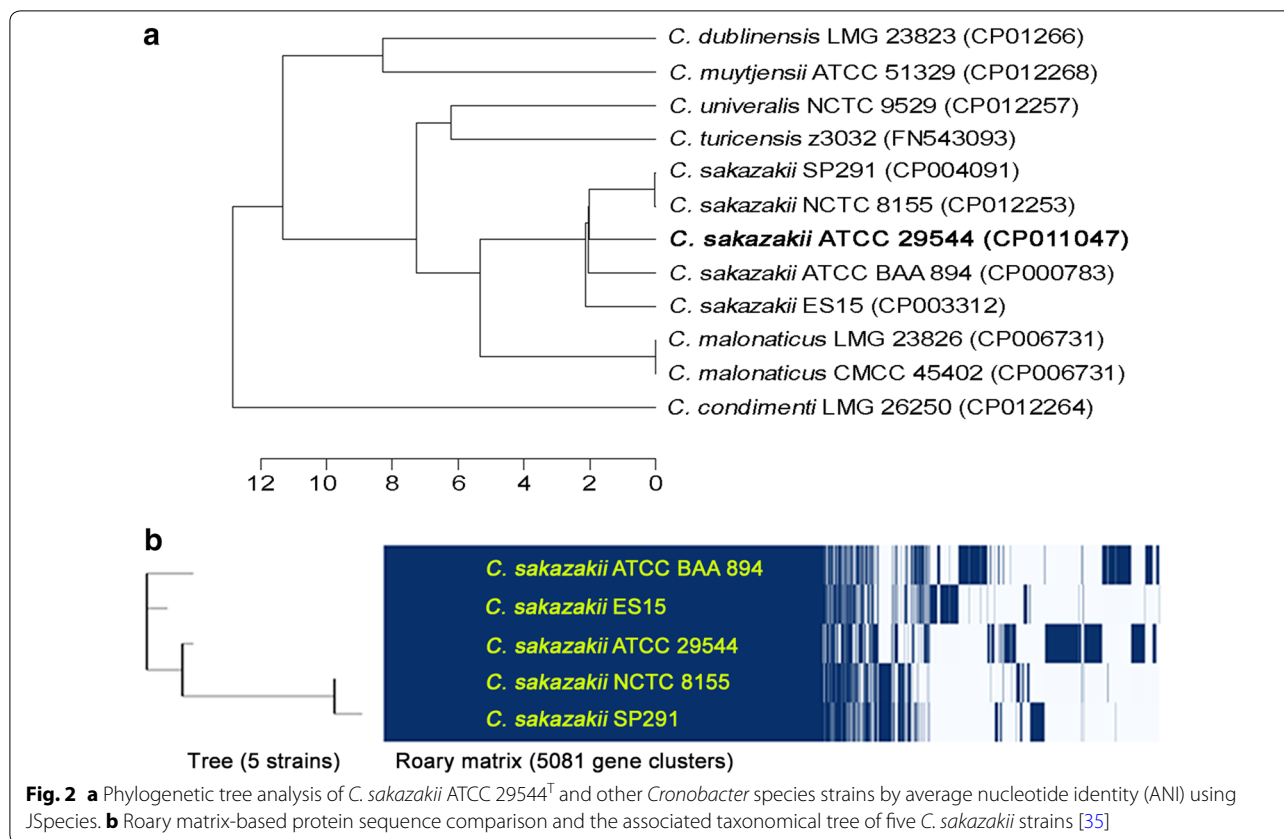 a
C. dublinensis LMG 23823 (CP01266)
C. muytjensii ATCC 51329 (CP012268)
C. univeralis NCTC 9529 (CP012257)
C. turicensis z3032 (FN543093)
C. sakazakii SP291 (CP004091)
C. sakazakii NCTC 8155 (CP012253)
C. sakazakii ATCC 29544 (CP011047)
C. sakazakii ATCC BAA 894 (CP000783)
C. sakazakii ES15 (CP003312)
C. malonaticus LMG 23826 (CP006731)
C. malonaticus CMCC 45402 (CP006731)
C. condimenti LMG 26250 (CP012264)
12 10 8 6 4 2 0
b
C. sakazakii ATCC BAA 894
C. sakazakii ES15
C. sakazakii ATCC 29544
C. sakazakii NCTC 8155
C. sakazakii SP291
Tree (5 strains) Roary matrix (5081 gene clusters)
Fig. 2 a Phylogenetic tree analysis of C. sakazakii ATCC 29544ᵀ and other Cronobacter species strains by average nucleotide identity (ANI) using
JSpecies. b Roary matrix-based protein sequence comparison and the associated taxonomical tree of five C. sakazakii strains [35]